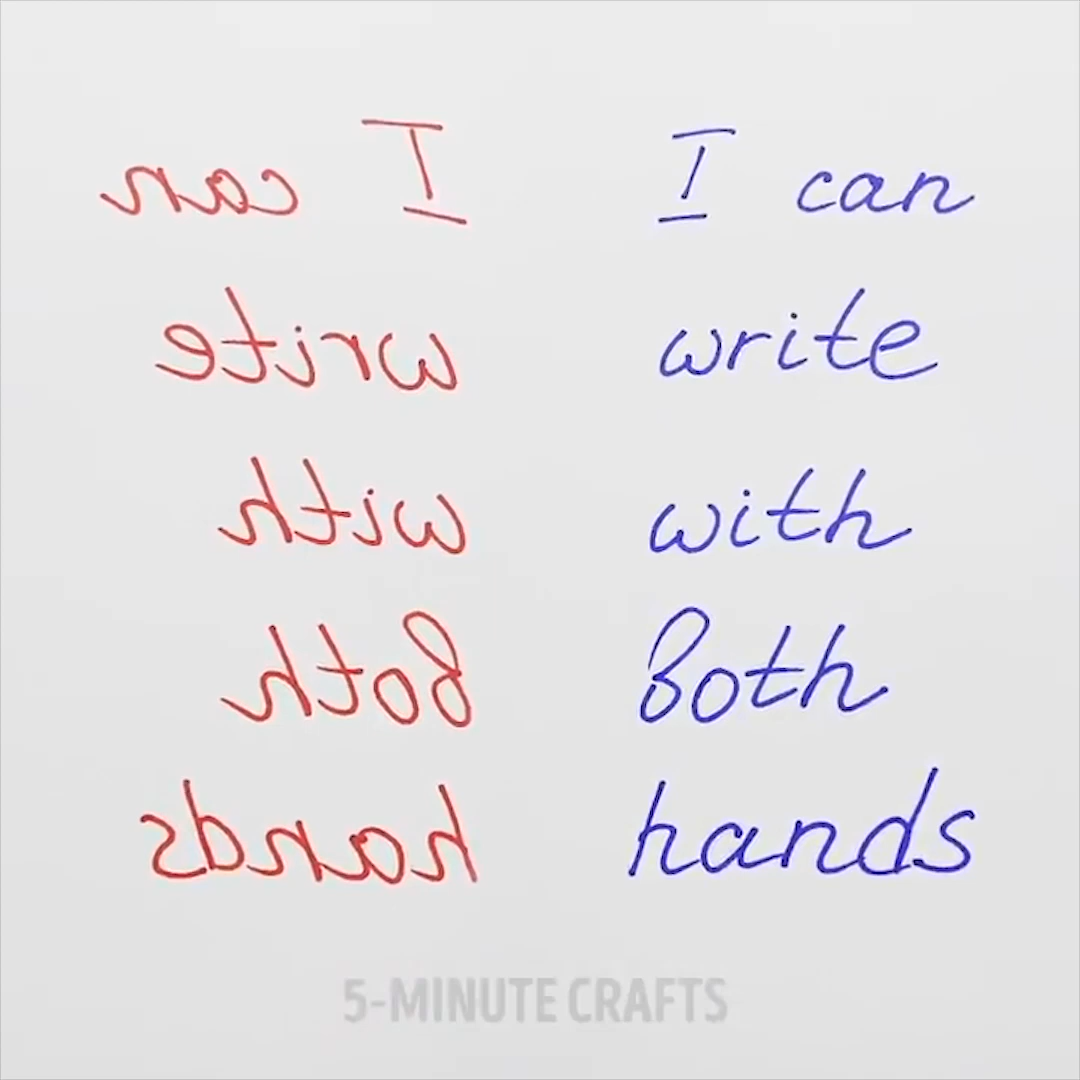 I can I can
write write
with with
both both
hands hands
5-MINUTE CRAFTS